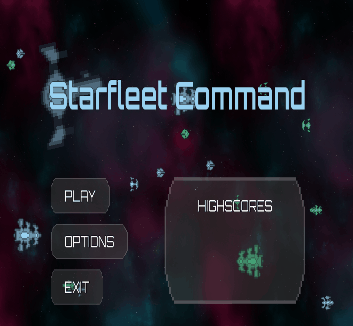 Starfleet Command
PLAY
HIGHSCORES
OPTIONS
EXIT